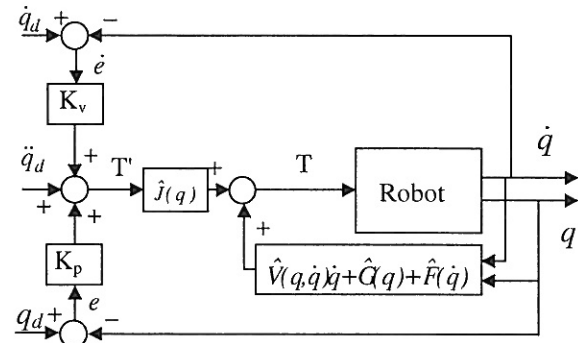 q̇_d + −
ė
K_v
+
q̈_d + T' Ĵ(q) + T Robot q̇
+
q
+
K_p
V̂(q,q̇)q̇+Ĝ(q)+F̂(q̇)
e
q_d + −